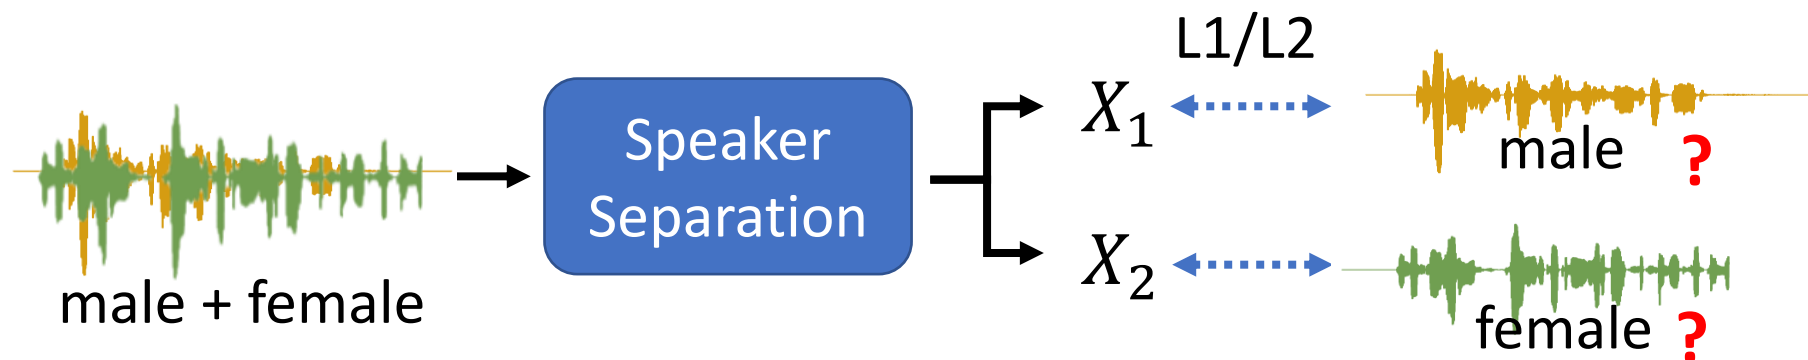 male + female
Speaker
Separation
X₁
L1/L2
male ?
X₂
female ?